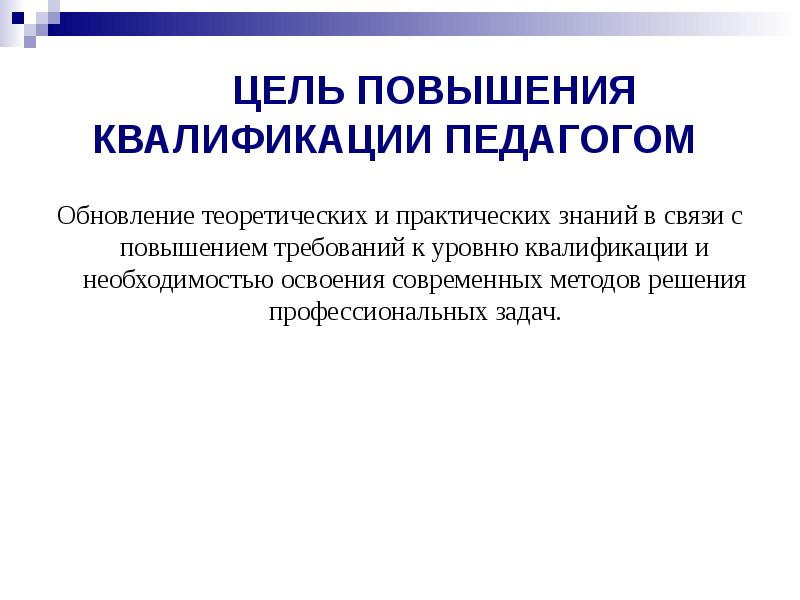 ЦЕЛЬ ПОВЫШЕНИЯ
КВАЛИФИКАЦИИ ПЕДАГОГОМ
Обновление теоретических и практических знаний в связи с
повышением требований к уровню квалификации и
необходимостью освоения современных методов решения
профессиональных задач.